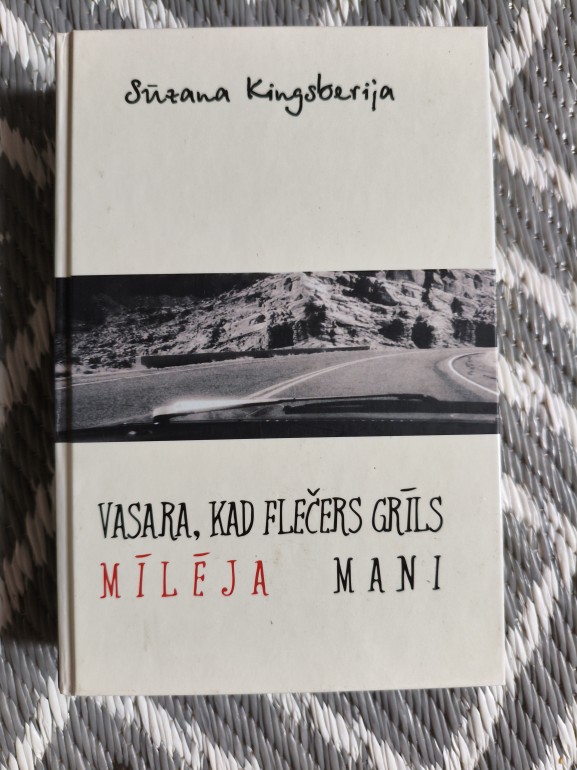 Sūzana Kingsberija
VASARA, KAD FLEČERS GRĪLS
MĪLĒJA MANI